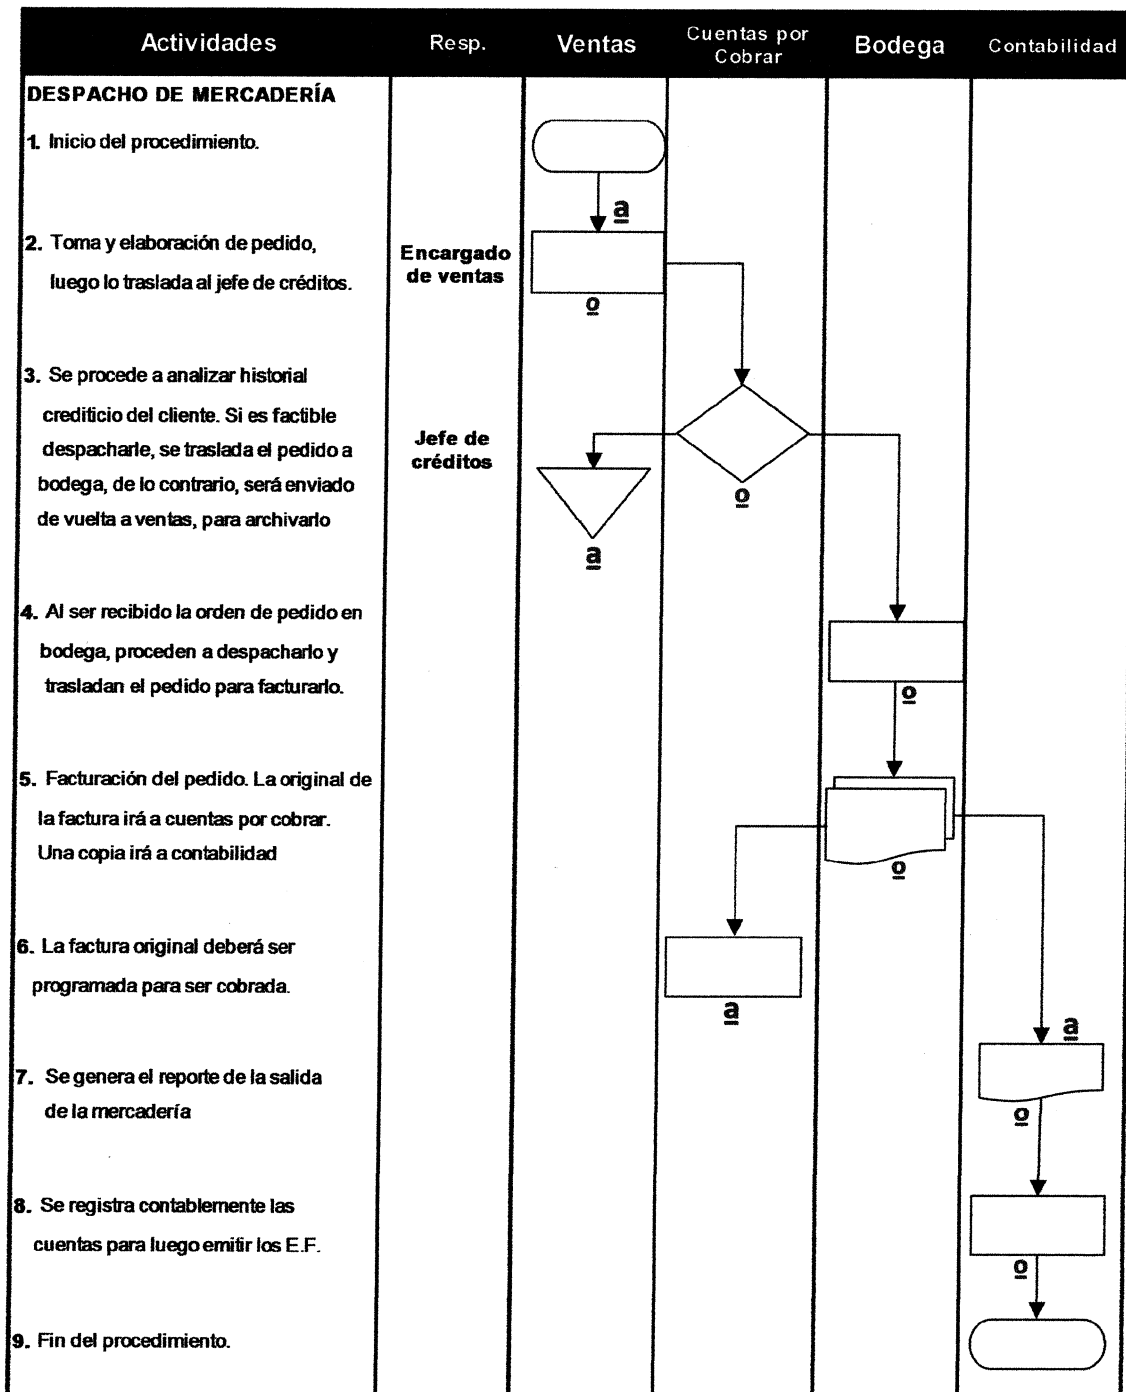 Actividades
Resp.
Ventas
Cuentas por
Cobrar
Bodega
Contabilidad
DESPACHO DE MERCADERÍA
1. Inicio del procedimiento.
a
2. Toma y elaboración de pedido,
luego lo traslada al jefe de créditos.
Encargado
de ventas
o
3. Se procede a analizar historial
crediticio del cliente. Si es factible
despacharle, se traslada el pedido a
bodega, de lo contrario, será enviado
de vuelta a ventas, para archivarlo
Jefe de
créditos
o
a
4. Al ser recibido la orden de pedido en
bodega, proceden a despacharlo y
trasladan el pedido para facturarlo.
o
5. Facturación del pedido. La original de
la factura irá a cuentas por cobrar.
Una copia irá a contabilidad
o
6. La factura original deberá ser
programada para ser cobrada.
a
a
7. Se genera el reporte de la salida
de la mercadería
o
8. Se registra contablemente las
cuentas para luego emitir los E.F.
o
9. Fin del procedimiento.